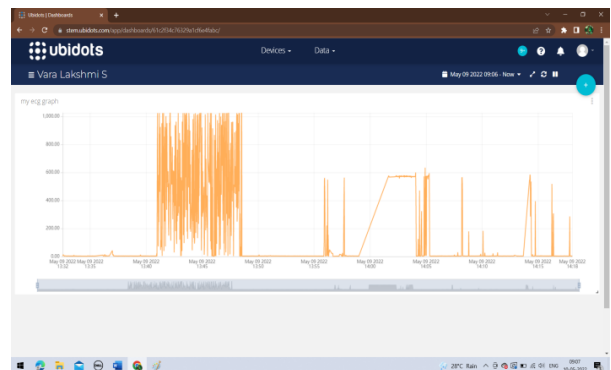 Ubidots | Dashboards
stem.ubidots.com/app/dashboards/
ubidots
Devices
Data
Vara Lakshmi S
May 09 2022 09:06 - Now
my ecg graph
1,000.00
800.00
600.00
400.00
200.00
0.00
May 09 2022 May 09 2022 May 09 2022 May 09 2022 May 09 2022 May 09 2022 May 09 2022 May 09 2022 May 09 2022 May 09 2022 May 09 2022
13:32 13:35 13:40 13:45 13:50 13:55 14:00 14:05 14:10 14:15 14:18
28°C Rain ENG
09:07